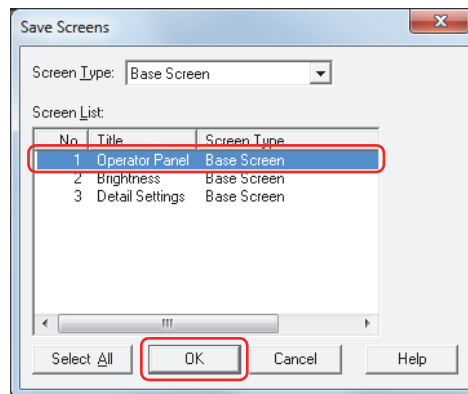 Save Screens
Screen Type: Base Screen
Screen List:
No. Title Screen Type
1 Operator Panel Base Screen
2 Brightness Base Screen
3 Detail Settings Base Screen
Select All OK Cancel Help